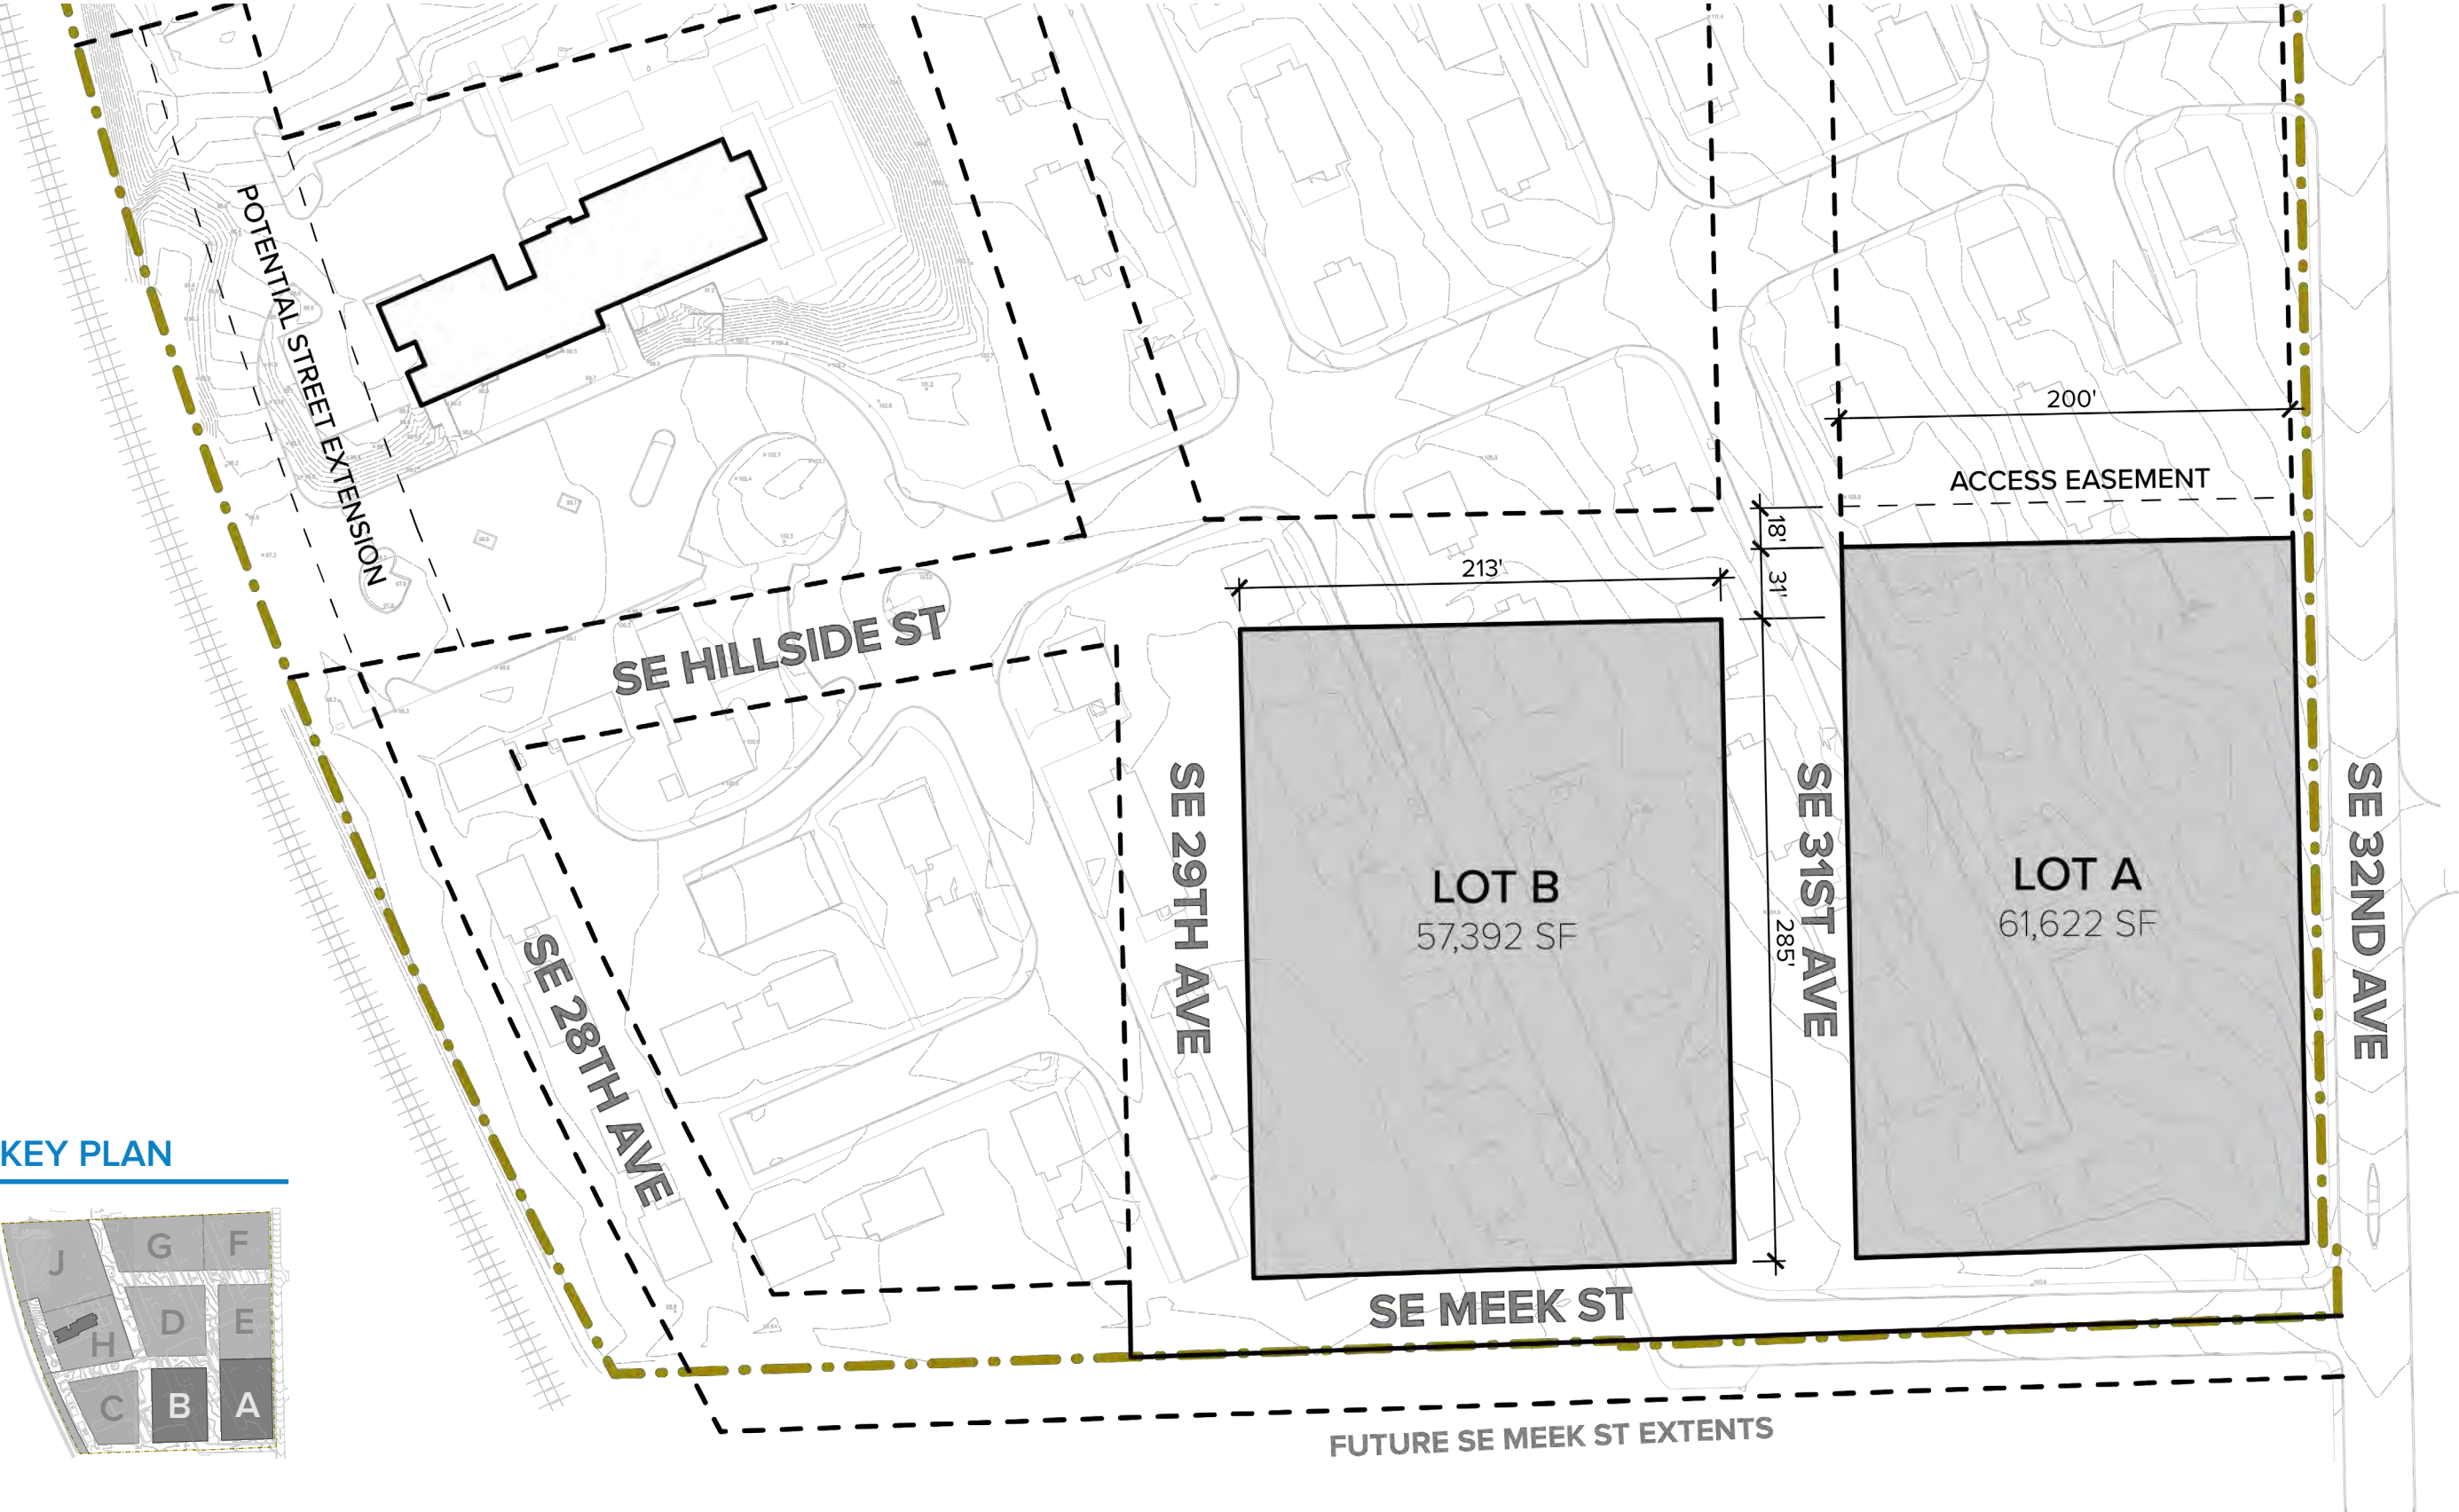 POTENTIAL STREET EXTENSION
200'
ACCESS EASEMENT
18'
213'
31'
SE HILLSIDE ST
SE 29TH AVE
SE 31ST AVE
SE 32ND AVE
LOT B
57,392 SF
LOT A
61,622 SF
285'
SE 28TH AVE
KEY PLAN
G
F
J
D
E
H
C
B
A
SE MEEK ST
FUTURE SE MEEK ST EXTENTS